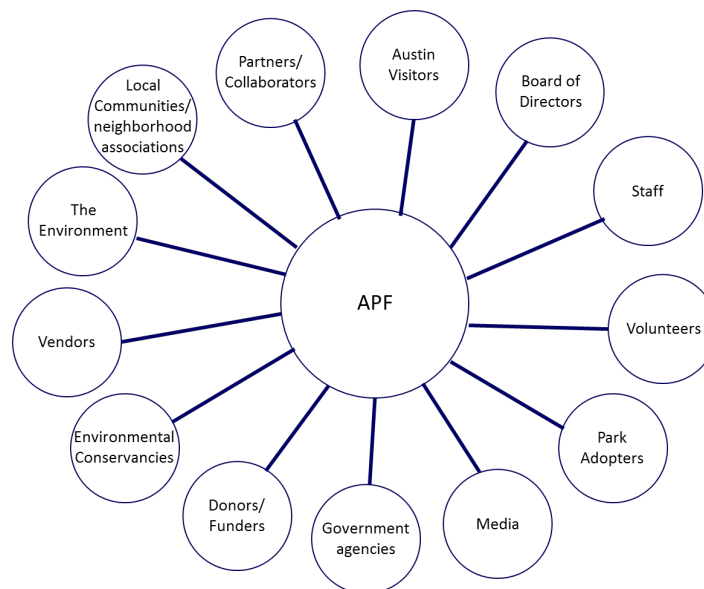 Partners/
Collaborators
Austin
Visitors
Board of
Directors
Local
Communities/
neighborhood
associations
Staff
The
Environment
APF
Volunteers
Vendors
Environmental
Conservancies
Park
Adopters
Donors/
Funders
Government
agencies
Media